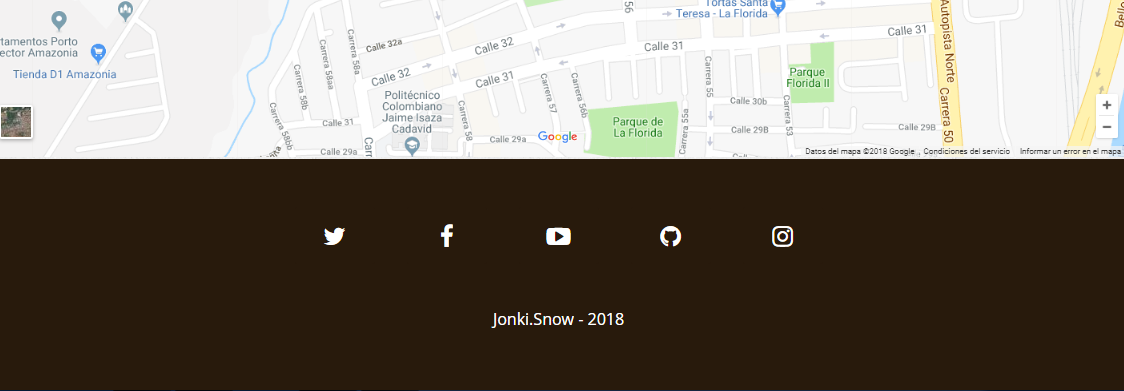 Tortas Santa
Teresa - La Florida
Calle 31
Calle 31
Autopista Norte
Carrera 50
tamentos Porto
ector Amazonia
Tienda D1 Amazonia
Calle 32a
Calle 32
Calle 32
Calle 31
Carrera 58a
Carrera 58aa
Carrera 58b
Carrera 58bb
Politécnico
Colombiano
Jaime Isaza
Cadavid
Carrera 58
Carrera 57
Carrera 56b
56
Carrera 55
Carrera 55a
Parque
Florida II
Parque de
La Florida
Calle 30b
Calle 29B
Carrera 53
Calle 29B
Calle 31
Calle 29a
Calle 29a
Google
+
−
Datos del mapa ©2018 Google
Condiciones del servicio
Informar un error en el mapa
Jonki.Snow - 2018